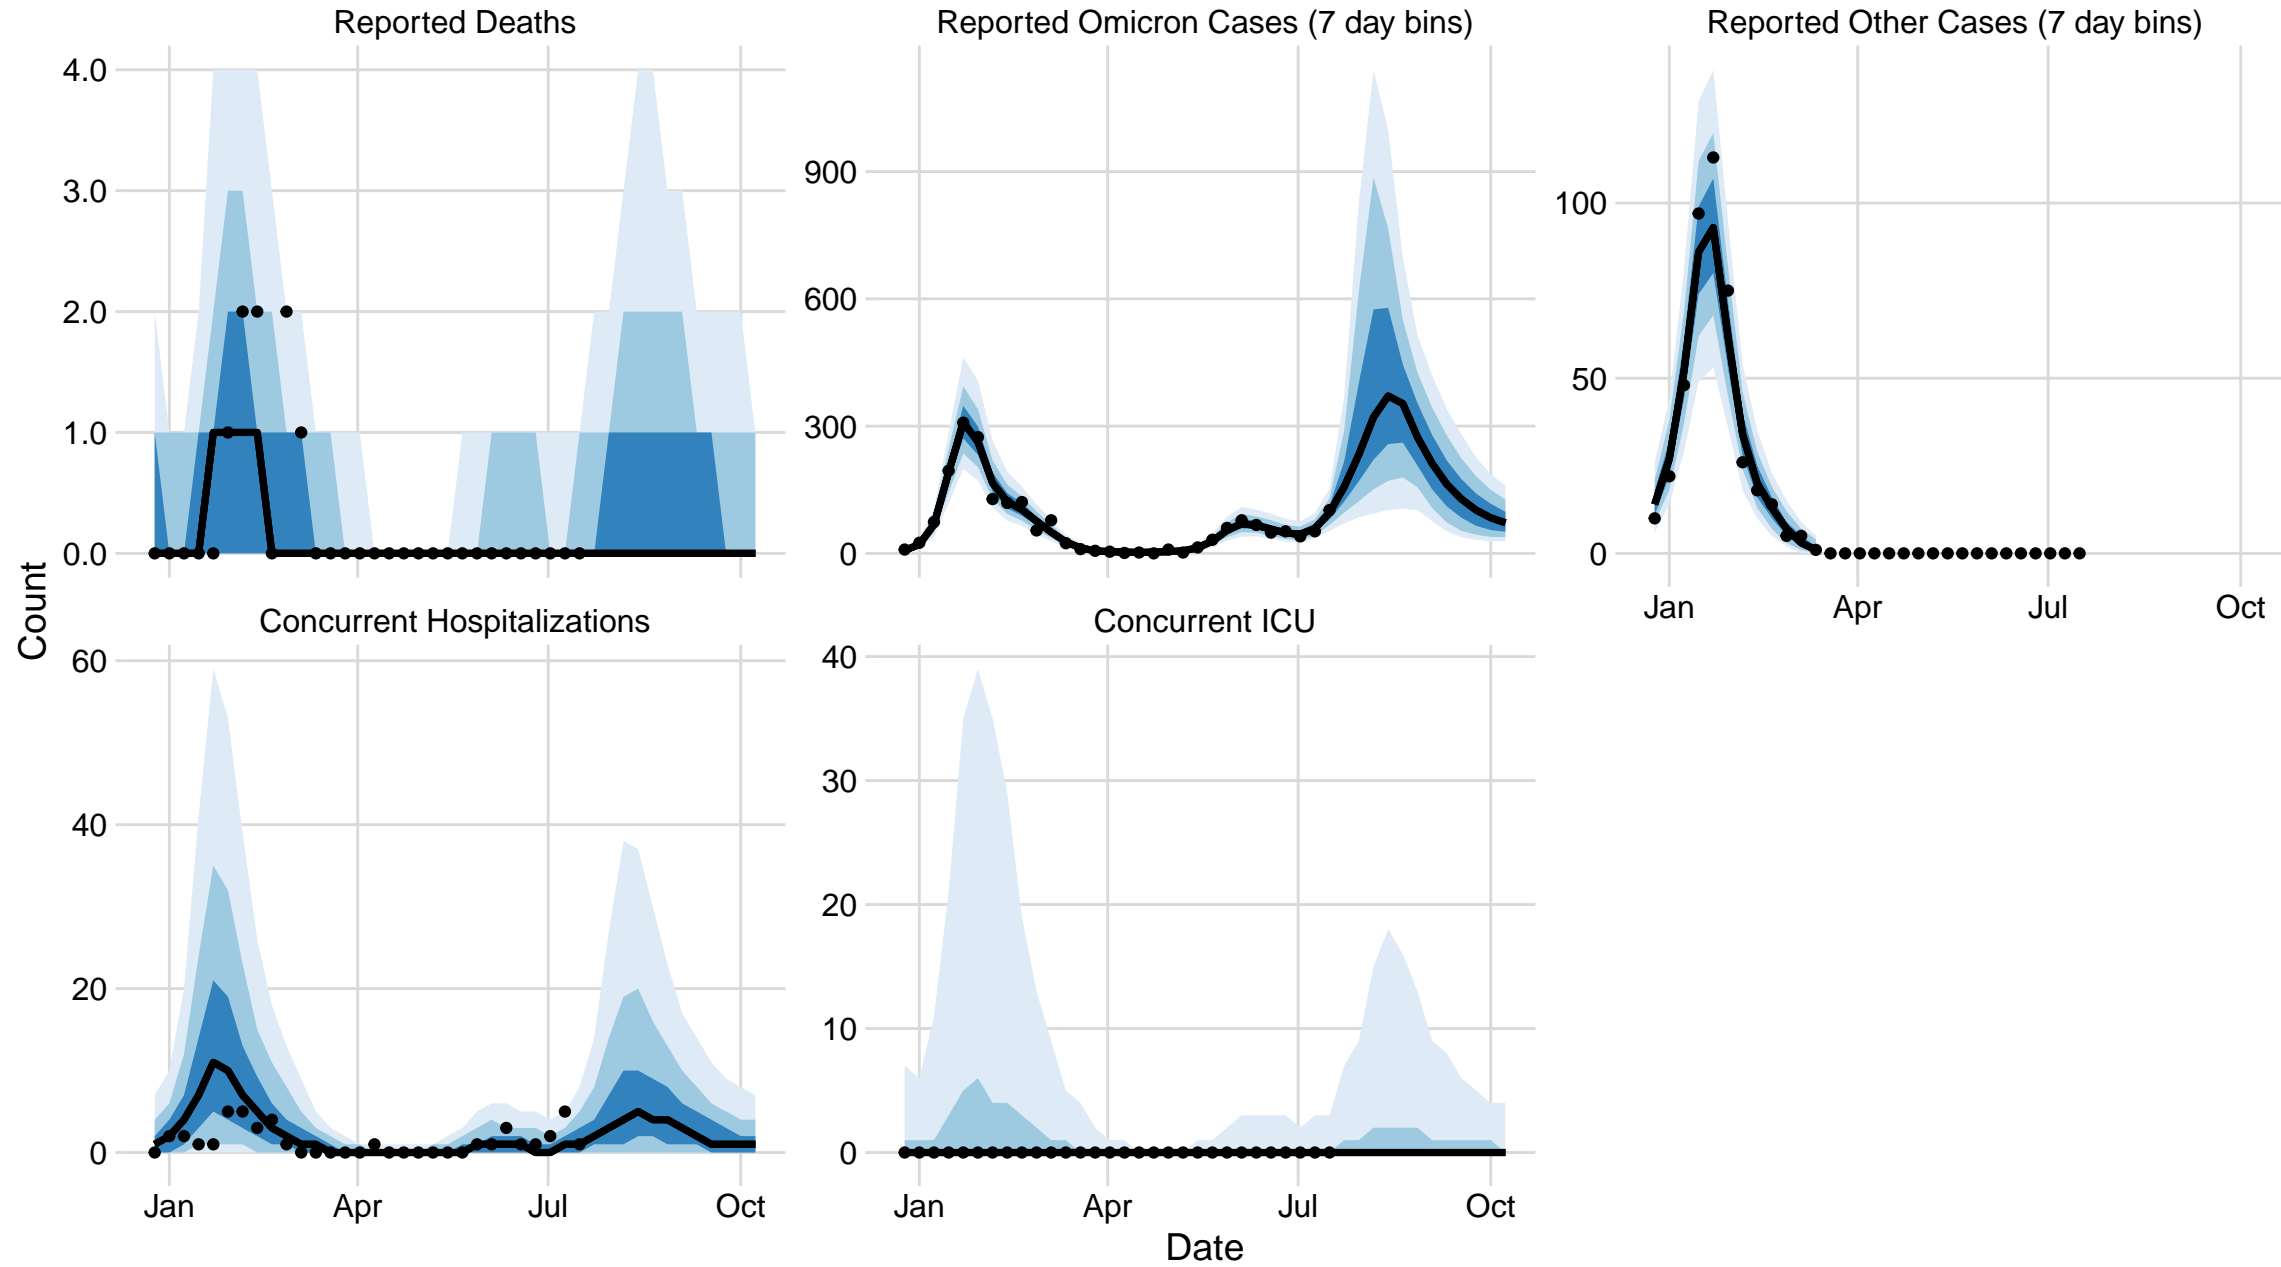 Reported Deaths
Reported Omicron Cases (7 day bins)
Reported Other Cases (7 day bins)
4.0
3.0
2.0
1.0
0.0
900
600
300
0
100
50
0
Jan Apr Jul Oct
Count
Concurrent Hospitalizations
Concurrent ICU
60
40
20
0
Jan Apr Jul Oct
40
30
20
10
0
Jan Apr Jul Oct
Date